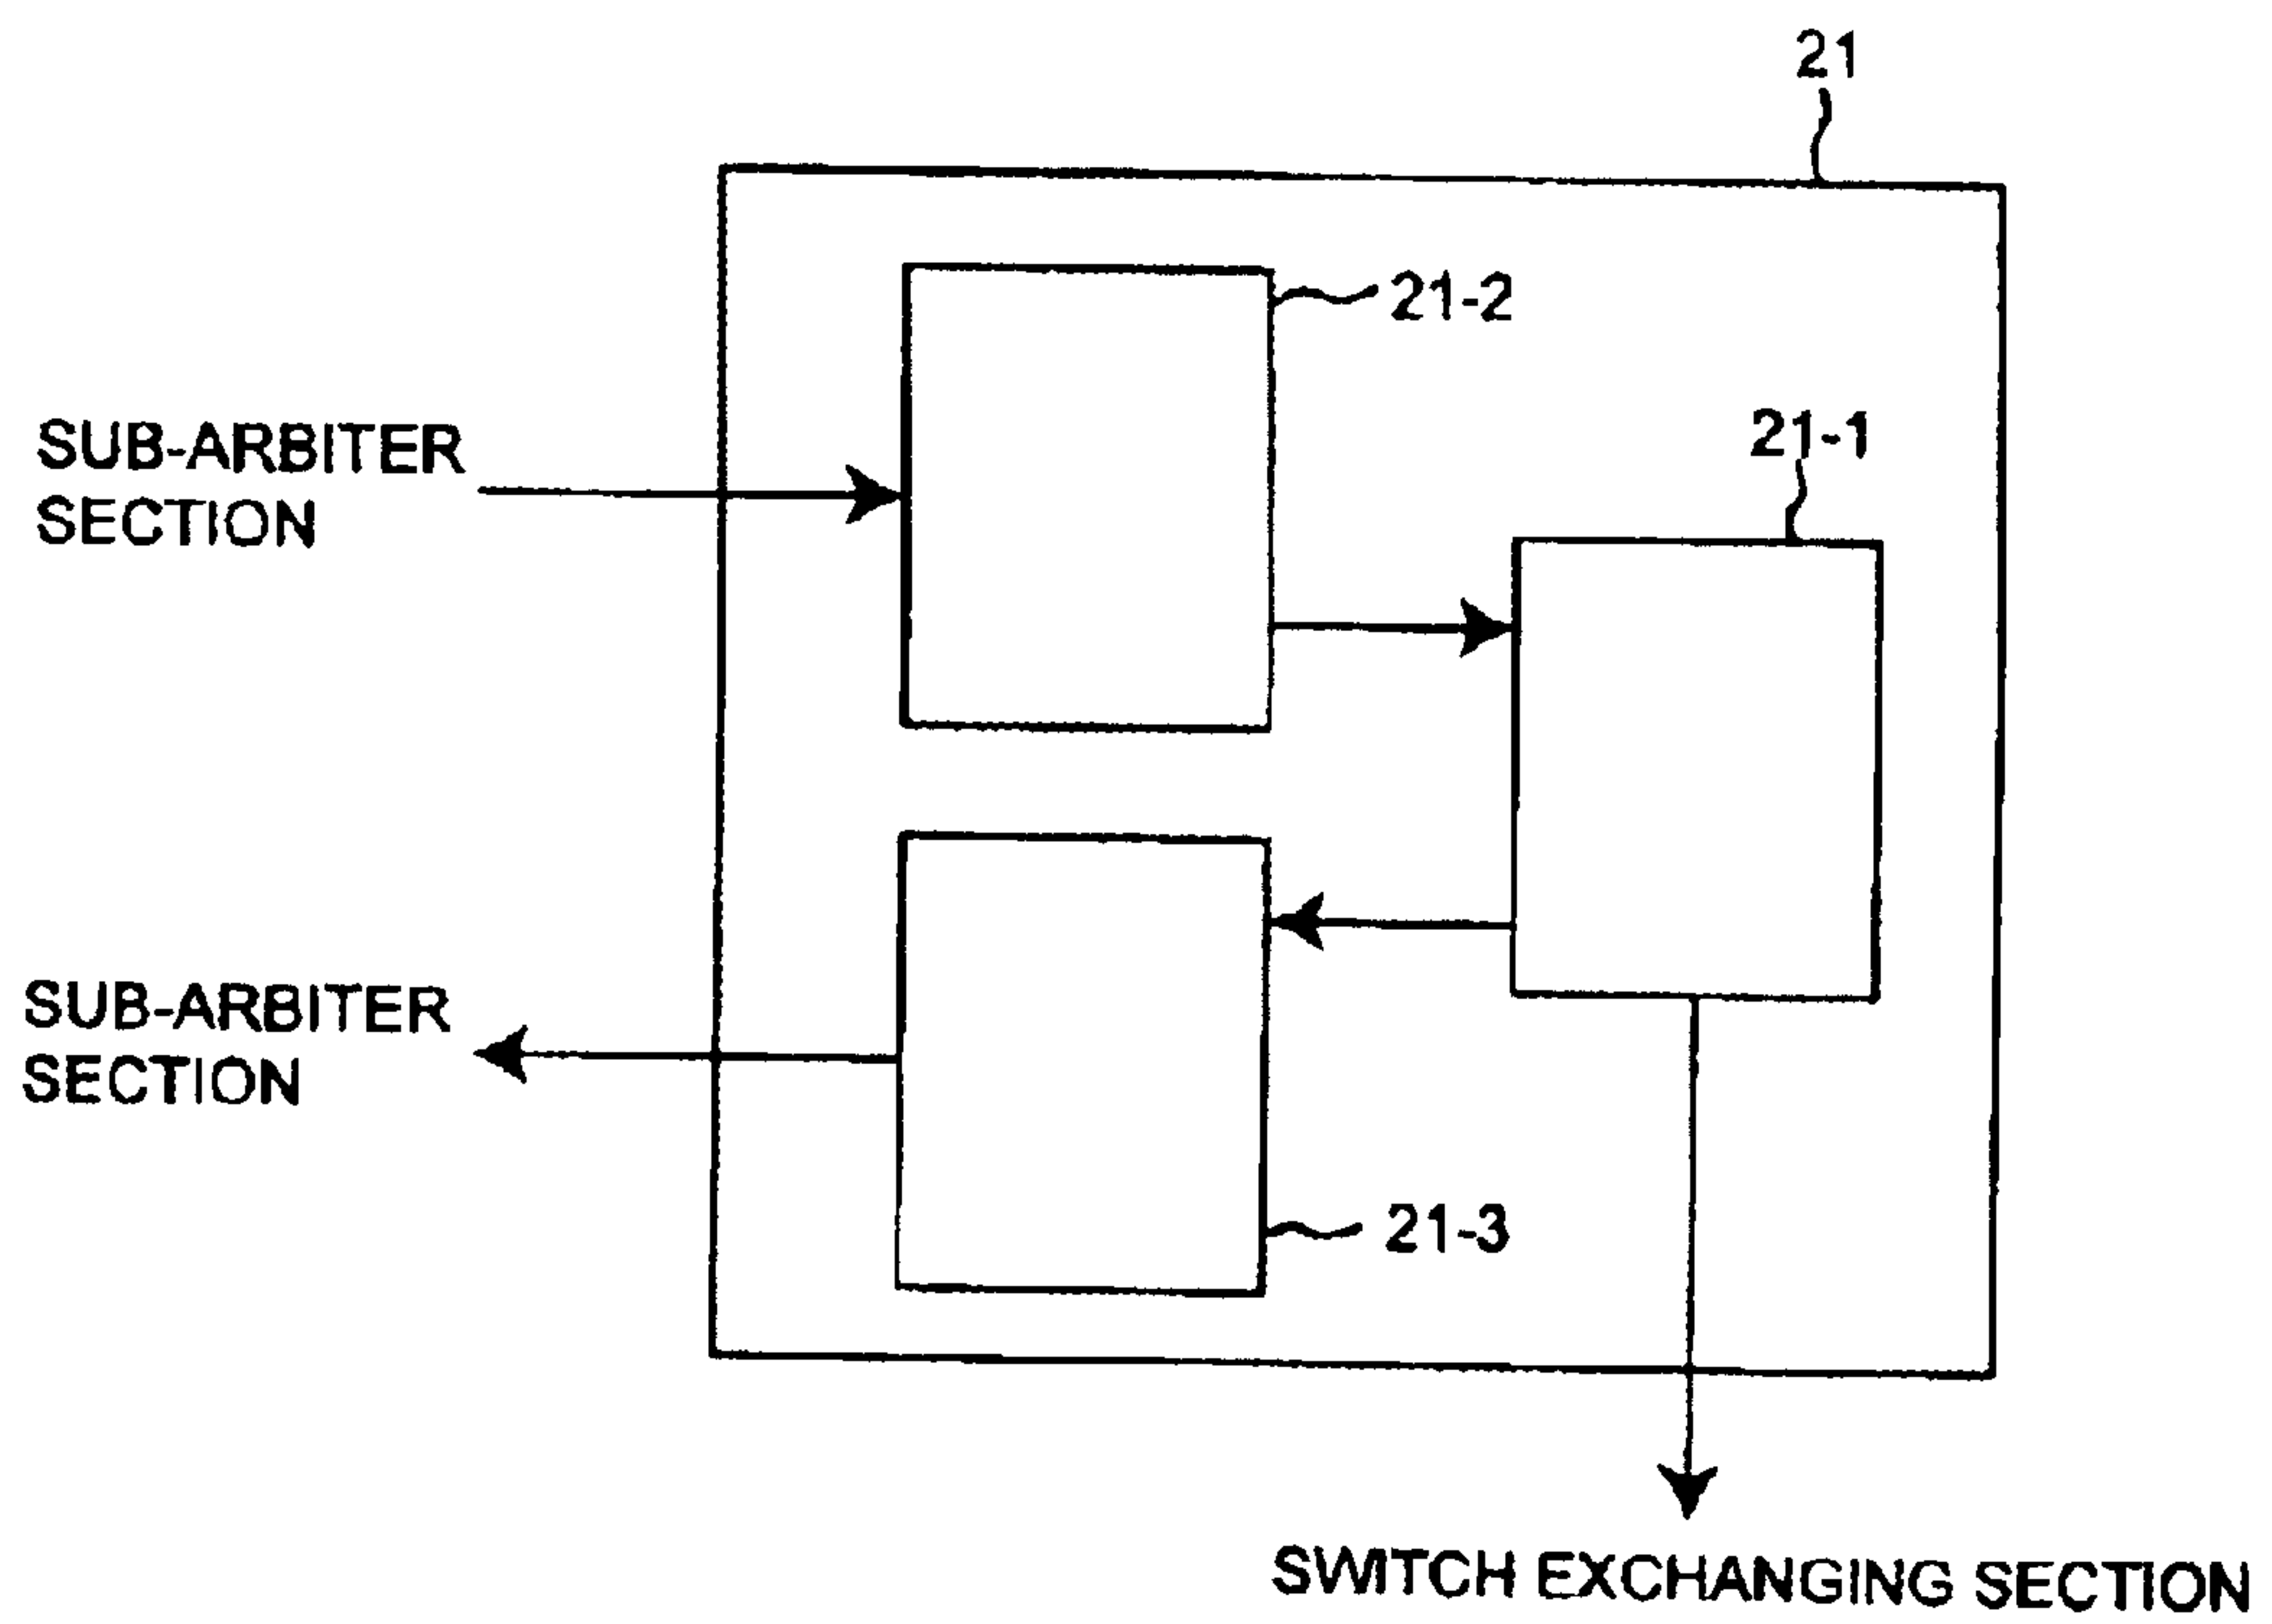 21
21-2
21-1
SUB-ARBITER
SECTION
SUB-ARBITER
SECTION
21-3
SWITCH EXCHANGING SECTION